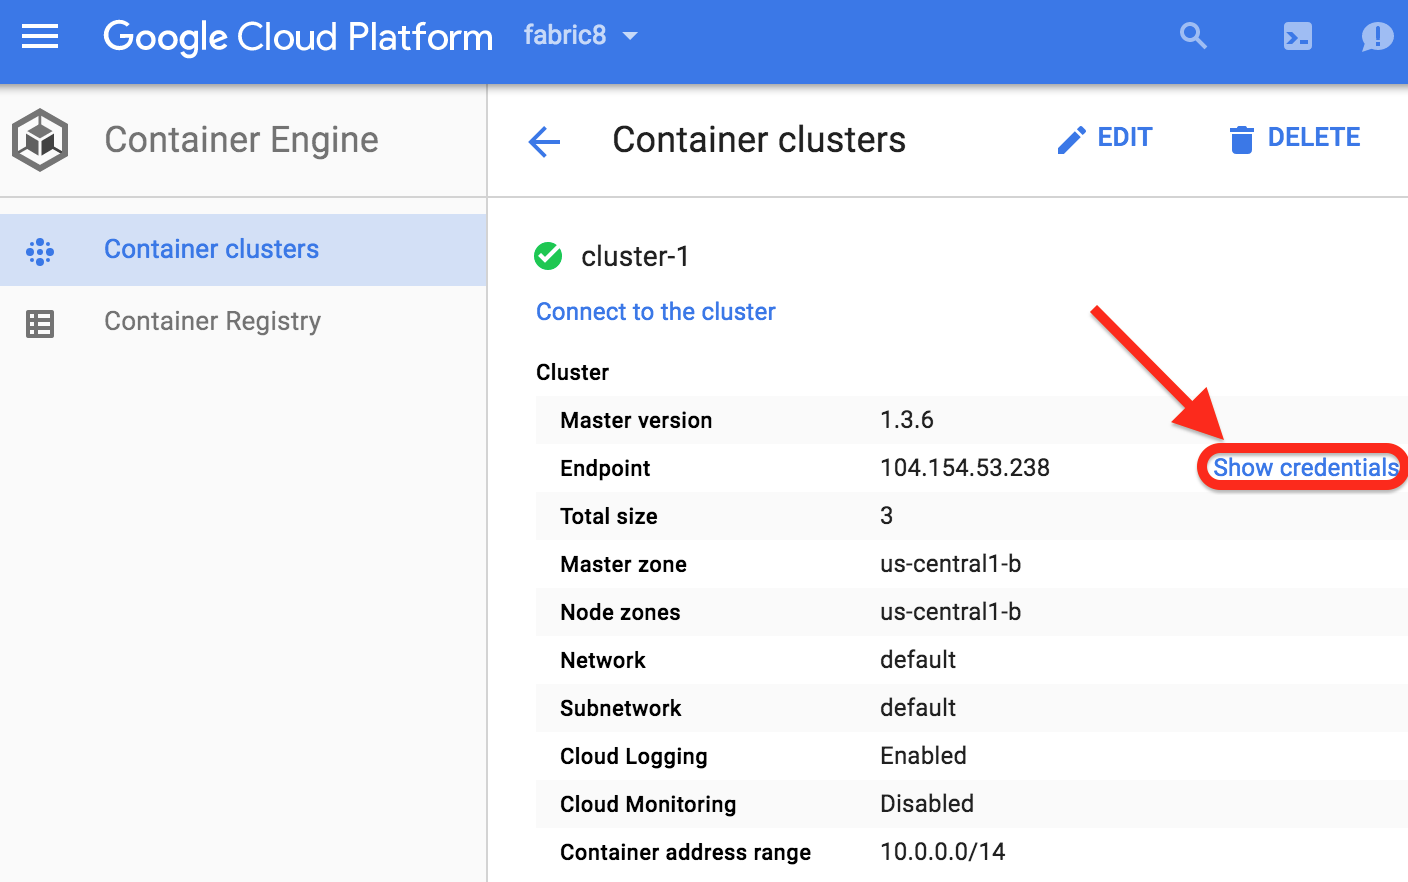 Google Cloud Platform fabric8
Container Engine
Container clusters EDIT DELETE
Container clusters
Container Registry
cluster-1
Connect to the cluster
Cluster
Master version 1.3.6
Endpoint 104.154.53.238 Show credentials
Total size 3
Master zone us-central1-b
Node zones us-central1-b
Network default
Subnetwork default
Cloud Logging Enabled
Cloud Monitoring Disabled
Container address range 10.0.0.0/14